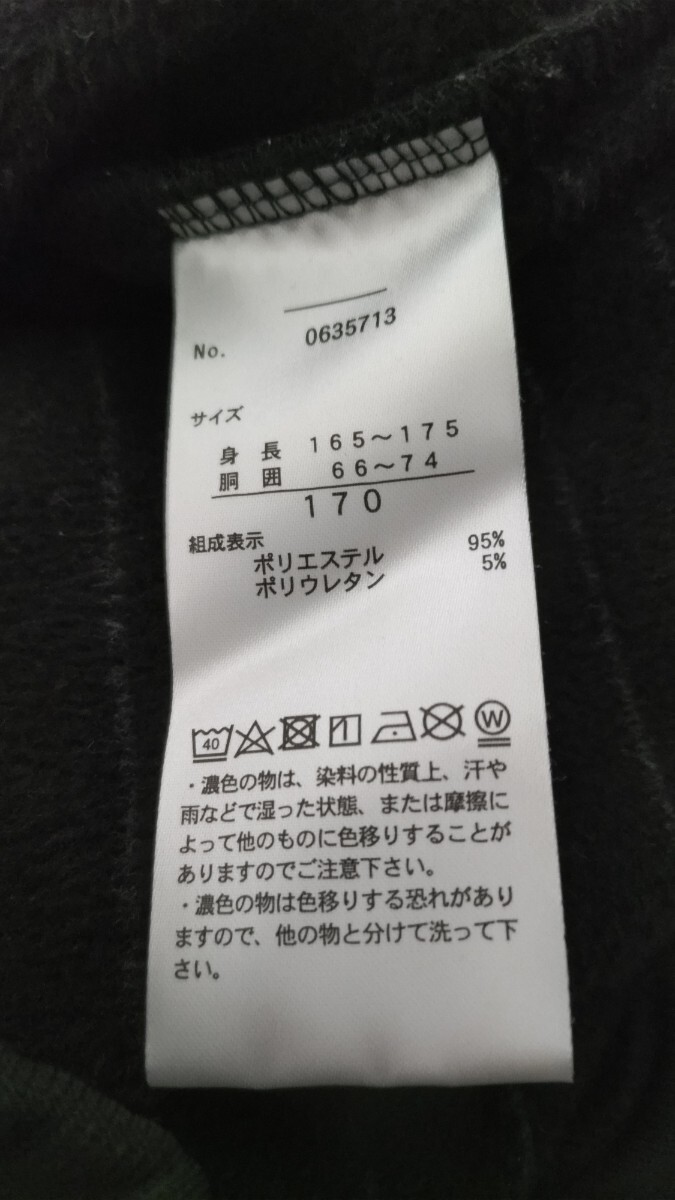 No. 0635713
サイズ
身長 165～175
胴囲 66～74
170
組成表示
ポリエステル 95%
ポリウレタン 5%
40 W
・濃色の物は、染料の性質上、汗や
雨などで湿った状態、または摩擦に
よって他のものに色移りすることが
ありますのでご注意下さい。
・濃色の物は色移りする恐れがあり
ますので、他の物と分けて洗って下
さい。